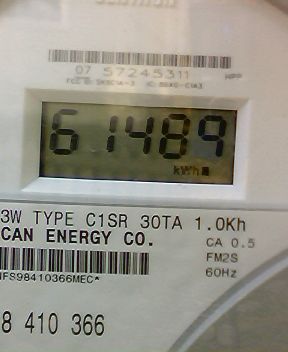 07 57245311 HPP
61489
kWh
3W TYPE C1SR 30TA 1.0Kh
CAN ENERGY CO. CA 0.5
FM2S
60Hz
IFS98410366MEC*
8 410 366